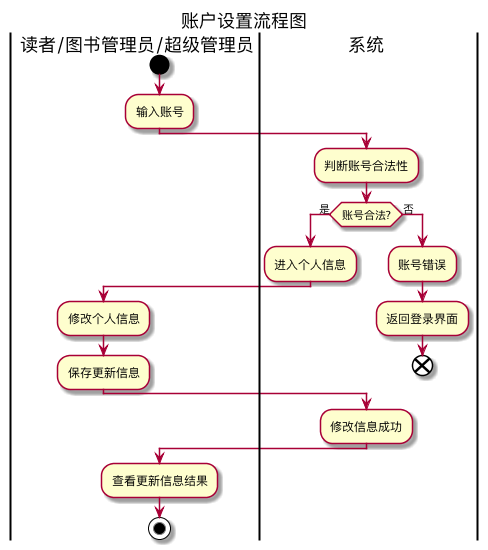 账户设置流程图
读者/图书管理员/超级管理员
系统
输入账号
判断账号合法性
是
账号合法?
否
进入个人信息
账号错误
修改个人信息
返回登录界面
保存更新信息
修改信息成功
查看更新信息结果